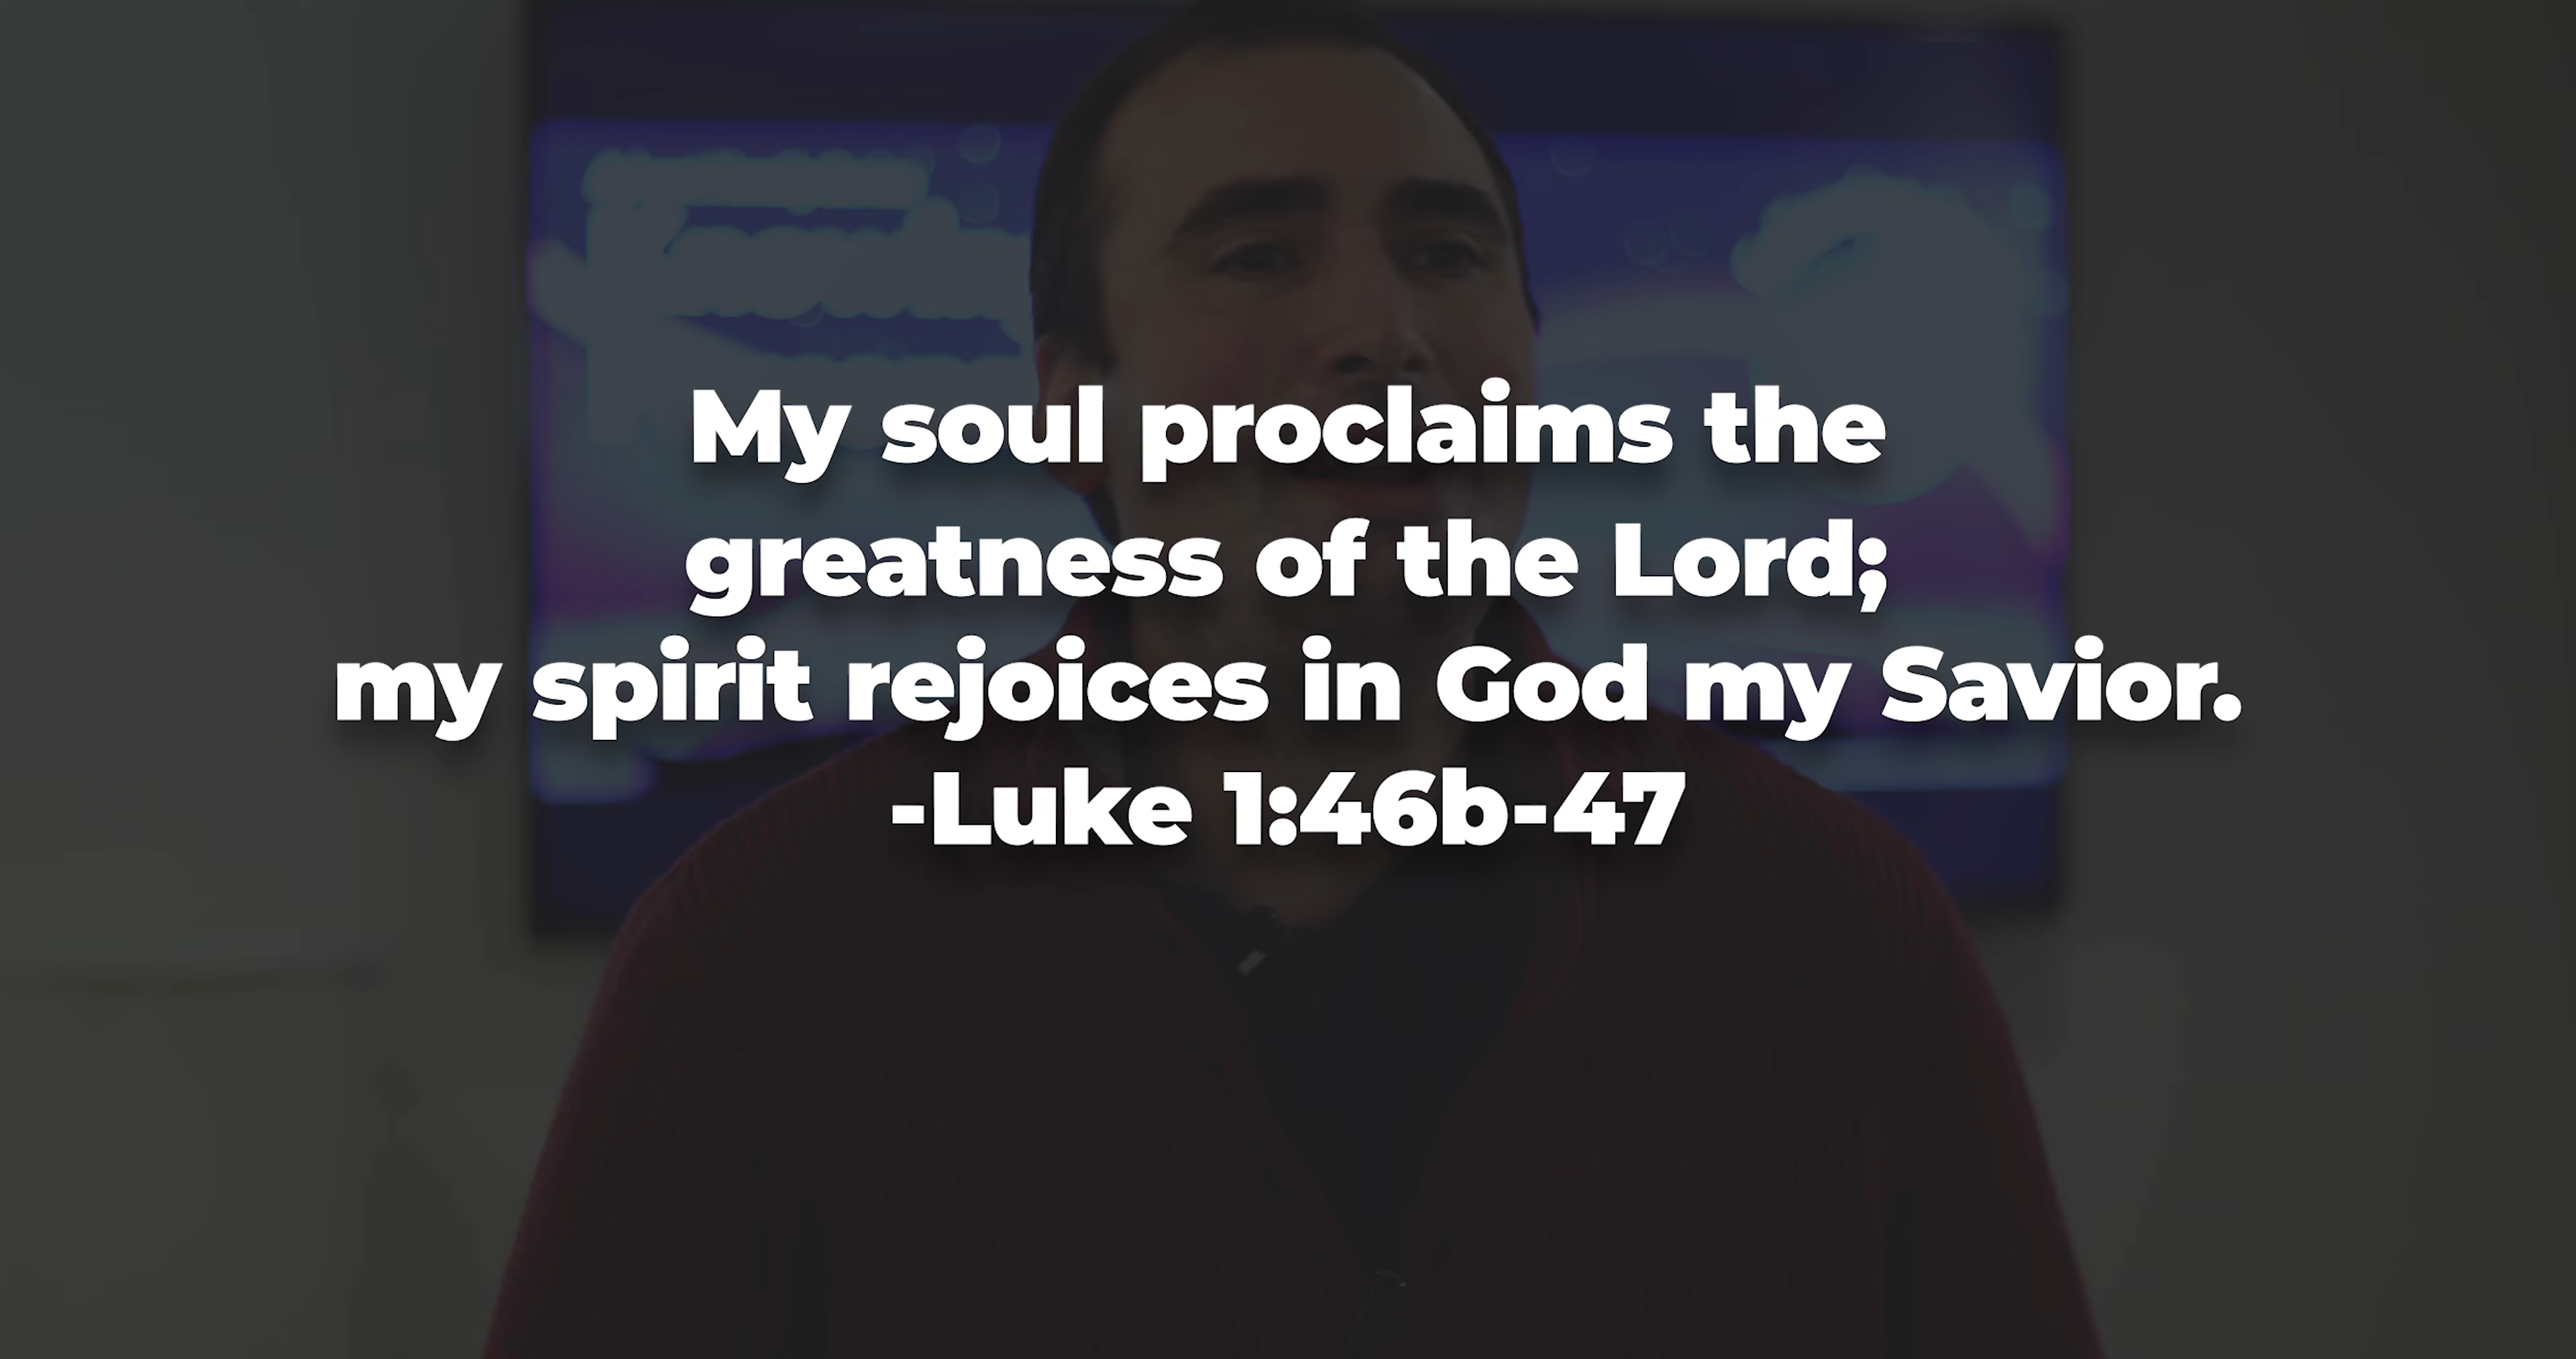 My soul proclaims the
greatness of the Lord;
my spirit rejoices in God my Savior.
-Luke 1:46b-47